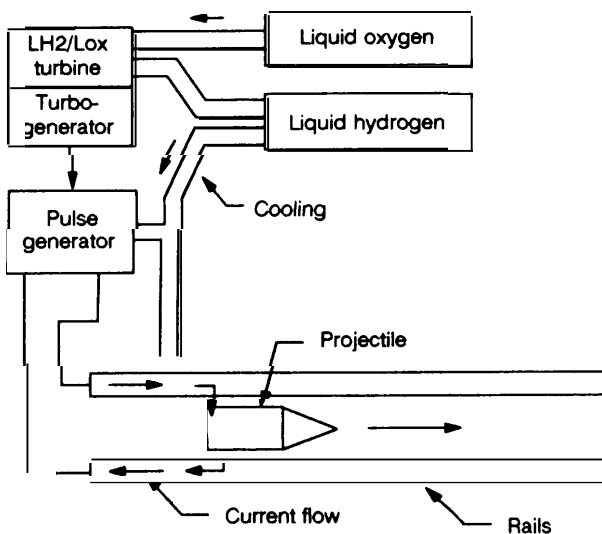 Liquid oxygen
LH2/Lox
turbine
Turbo-
generator
Liquid hydrogen
Cooling
Pulse
generator
Projectile
Current flow
Rails